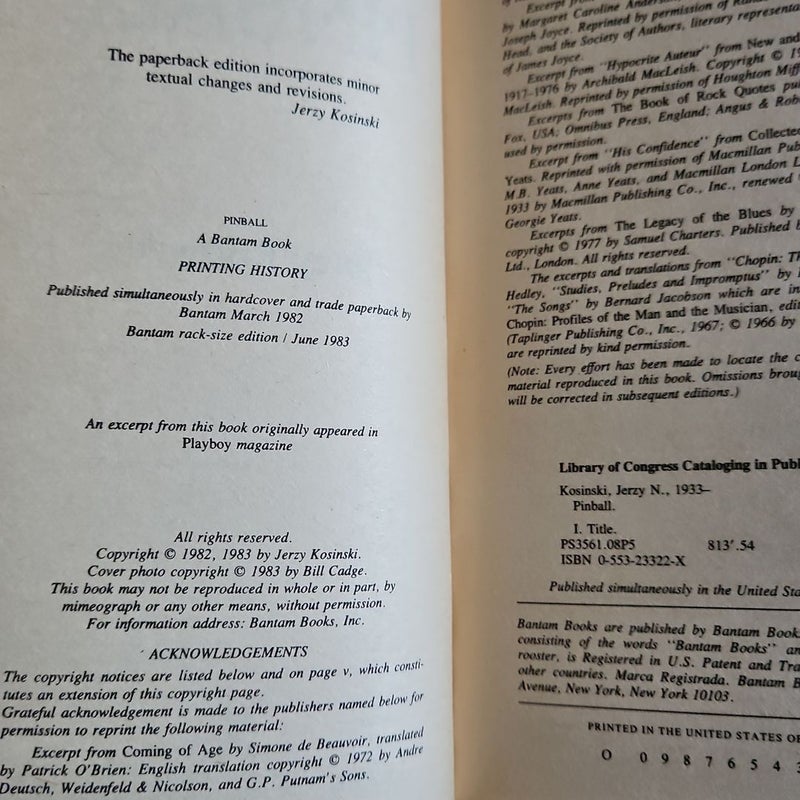 The paperback edition incorporates minor
textual changes and revisions.
Jerzy Kosinski
PINBALL
A Bantam Book
PRINTING HISTORY
Published simultaneously in hardcover and trade paperback by
Bantam March 1982
Bantam rack-size edition / June 1983
An excerpt from this book originally appeared in
Playboy magazine
All rights reserved.
Copyright © 1982, 1983 by Jerzy Kosinski.
Cover photo copyright © 1983 by Bill Cadge.
This book may not be reproduced in whole or in part, by
mimeograph or any other means, without permission.
For information address: Bantam Books, Inc.
ACKNOWLEDGEMENTS
The copyright notices are listed below and on page v, which consti-
tutes an extension of this copyright page.
Grateful acknowledgement is made to the publishers named below for
permission to reprint the following material:
Excerpt from Coming of Age by Simone de Beauvoir, translated
by Patrick O'Brien: English translation copyright © 1972 by Andre
Deutsch, Weidenfeld & Nicolson, and G.P. Putnam's Sons.
by Margaret Caroline
Joseph Joyce. Reprinted by permission of
Head, and the Society of Authors, literary
of James Joyce.
Excerpt from "Hypocrite Auteur" from New and
1917-1976 by Archibald MacLeish. Copyright ©
MacLeish. Reprinted by permission of Houghton
Excerpts from The Book of Rock Quotes
Fox, USA; Omnibus Press, England; Angus &
used by permission.
Excerpt from "His Confidence" from Collected
Yeats. Reprinted with permission of Macmillan
M.B. Yeats, Anne Yeats, and Macmillan London
1933 by Macmillan Publishing Co., Inc., renewed
Georgie Yeats.
Excerpts from The Legacy of the Blues by
copyright © 1977 by Samuel Charters. Published
Ltd., London. All rights reserved.
The excerpts and translations from "Chopin:
Hedley, "Studies, Preludes and Impromptus" by
"The Songs" by Bernard Jacobson which are in
Chopin: Profiles of the Man and the Musician,
(Taplinger Publishing Co., Inc., 1967; © 1966 by
are reprinted by kind permission.
(Note: Every effort has been made to locate the
material reproduced in this book. Omissions
will be corrected in subsequent editions.)
Library of Congress Cataloging in
Kosinski, Jerzy N., 1933–
Pinball.
I. Title.
PS3561.08P5 813'.54
ISBN 0-553-23322-X
Published simultaneously in the United
Bantam Books are published by Bantam
consisting of the words "Bantam Books"
rooster, is Registered in U.S. Patent and
other countries. Marca Registrada. Bantam
Avenue, New York, New York 10103.
PRINTED IN THE UNITED STATES
O 0 9 8 7 6 5 4